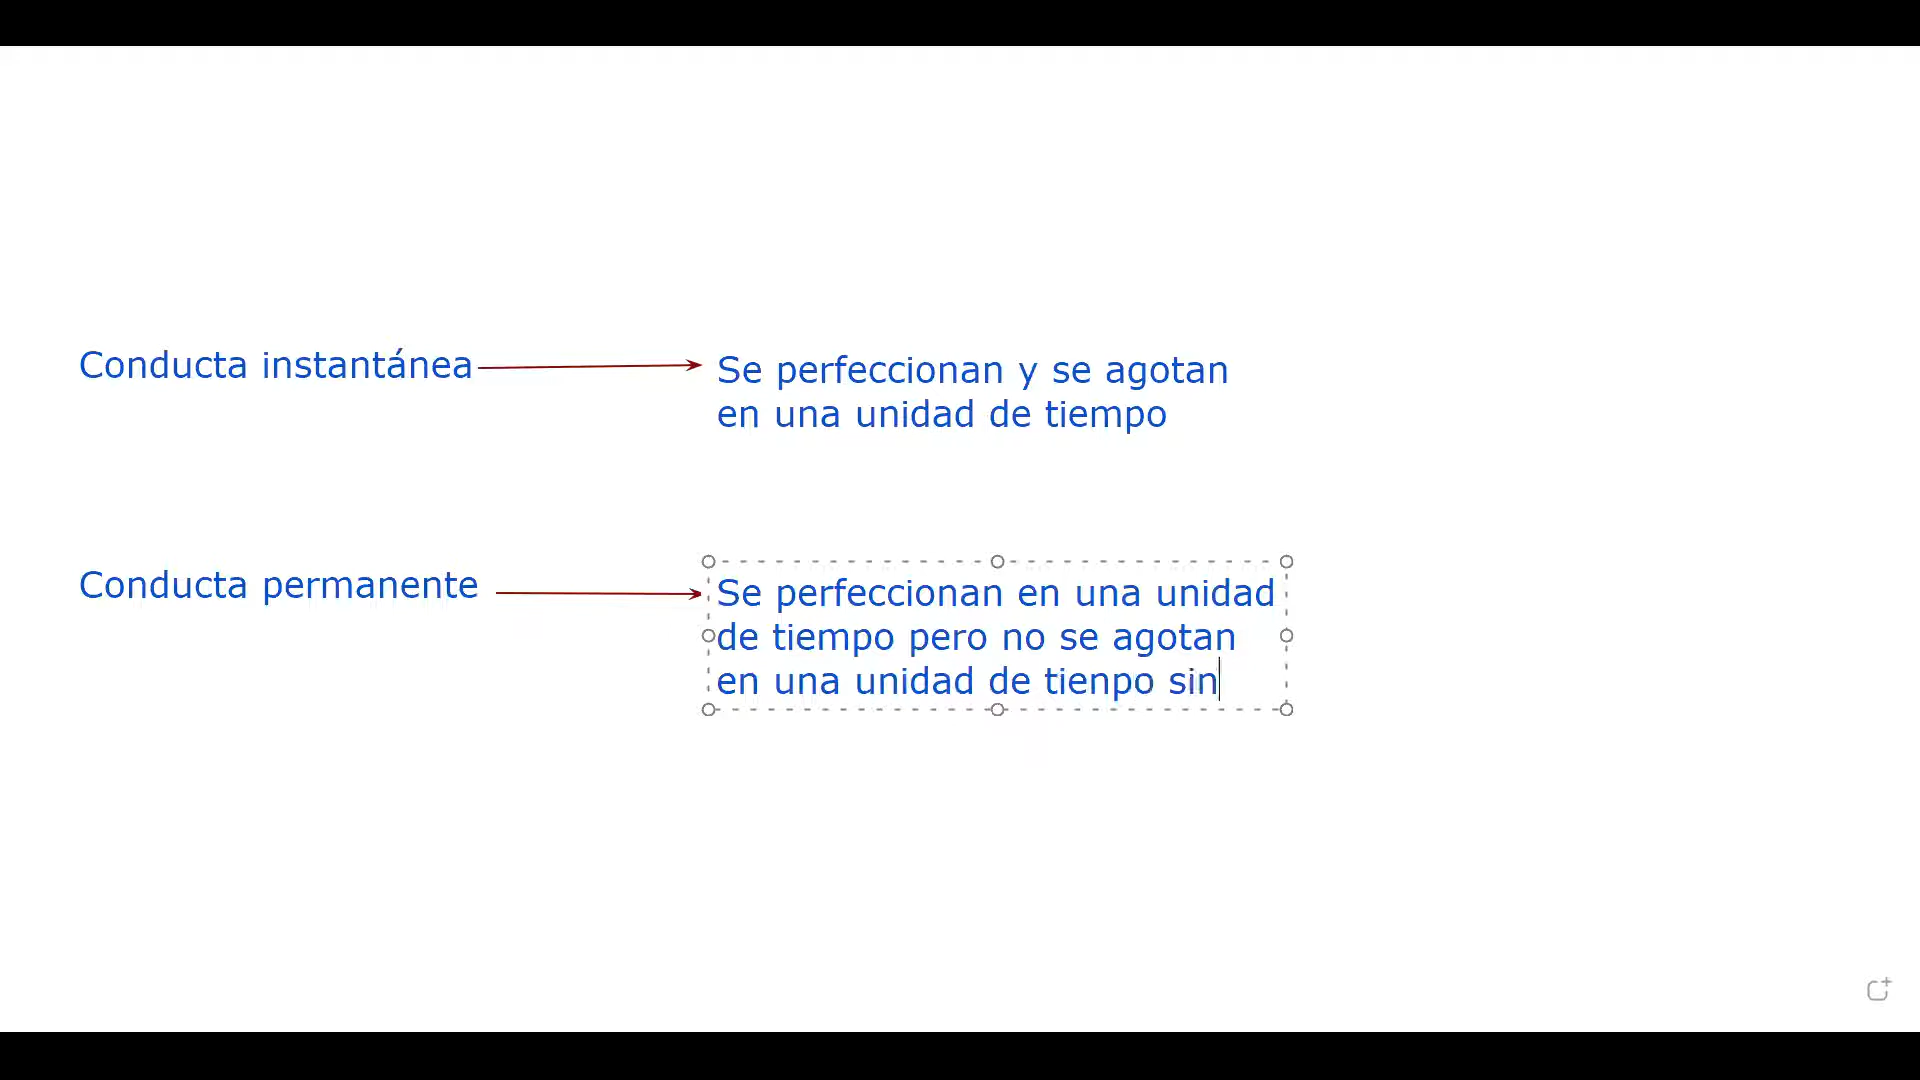 Conducta instantánea
Se perfeccionan y se agotan
en una unidad de tiempo
Conducta permanente
Se perfeccionan en una unidad
de tiempo pero no se agotan
en una unidad de tienpo sin